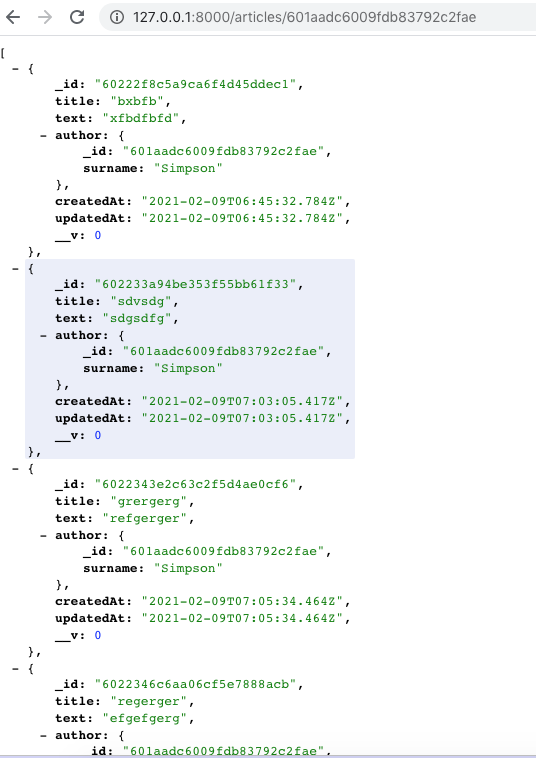 127.0.0.1:8000/articles/601aadc6009fdb83792c2fae
[
- {
_id: "60222f8c5a9ca6f4d45ddec1",
title: "bxbfb",
text: "xfbdfbfd",
- author: {
_id: "601aadc6009fdb83792c2fae",
surname: "Simpson"
},
createdAt: "2021-02-09T06:45:32.784Z",
updatedAt: "2021-02-09T06:45:32.784Z",
__v: 0
},
- {
_id: "602233a94be353f55bb61f33",
title: "sdvsdg",
text: "sdgsdfg",
- author: {
_id: "601aadc6009fdb83792c2fae",
surname: "Simpson"
},
createdAt: "2021-02-09T07:03:05.417Z",
updatedAt: "2021-02-09T07:03:05.417Z",
__v: 0
},
- {
_id: "6022343e2c63c2f5d4ae0cf6",
title: "grergerg",
text: "refgerger",
- author: {
_id: "601aadc6009fdb83792c2fae",
surname: "Simpson"
},
createdAt: "2021-02-09T07:05:34.464Z",
updatedAt: "2021-02-09T07:05:34.464Z",
__v: 0
},
- {
_id: "6022346c6aa06cf5e7888acb",
title: "regerger",
text: "efgefgerg",
- author: {
_id: "601aadc6009fdb83792c2fae",